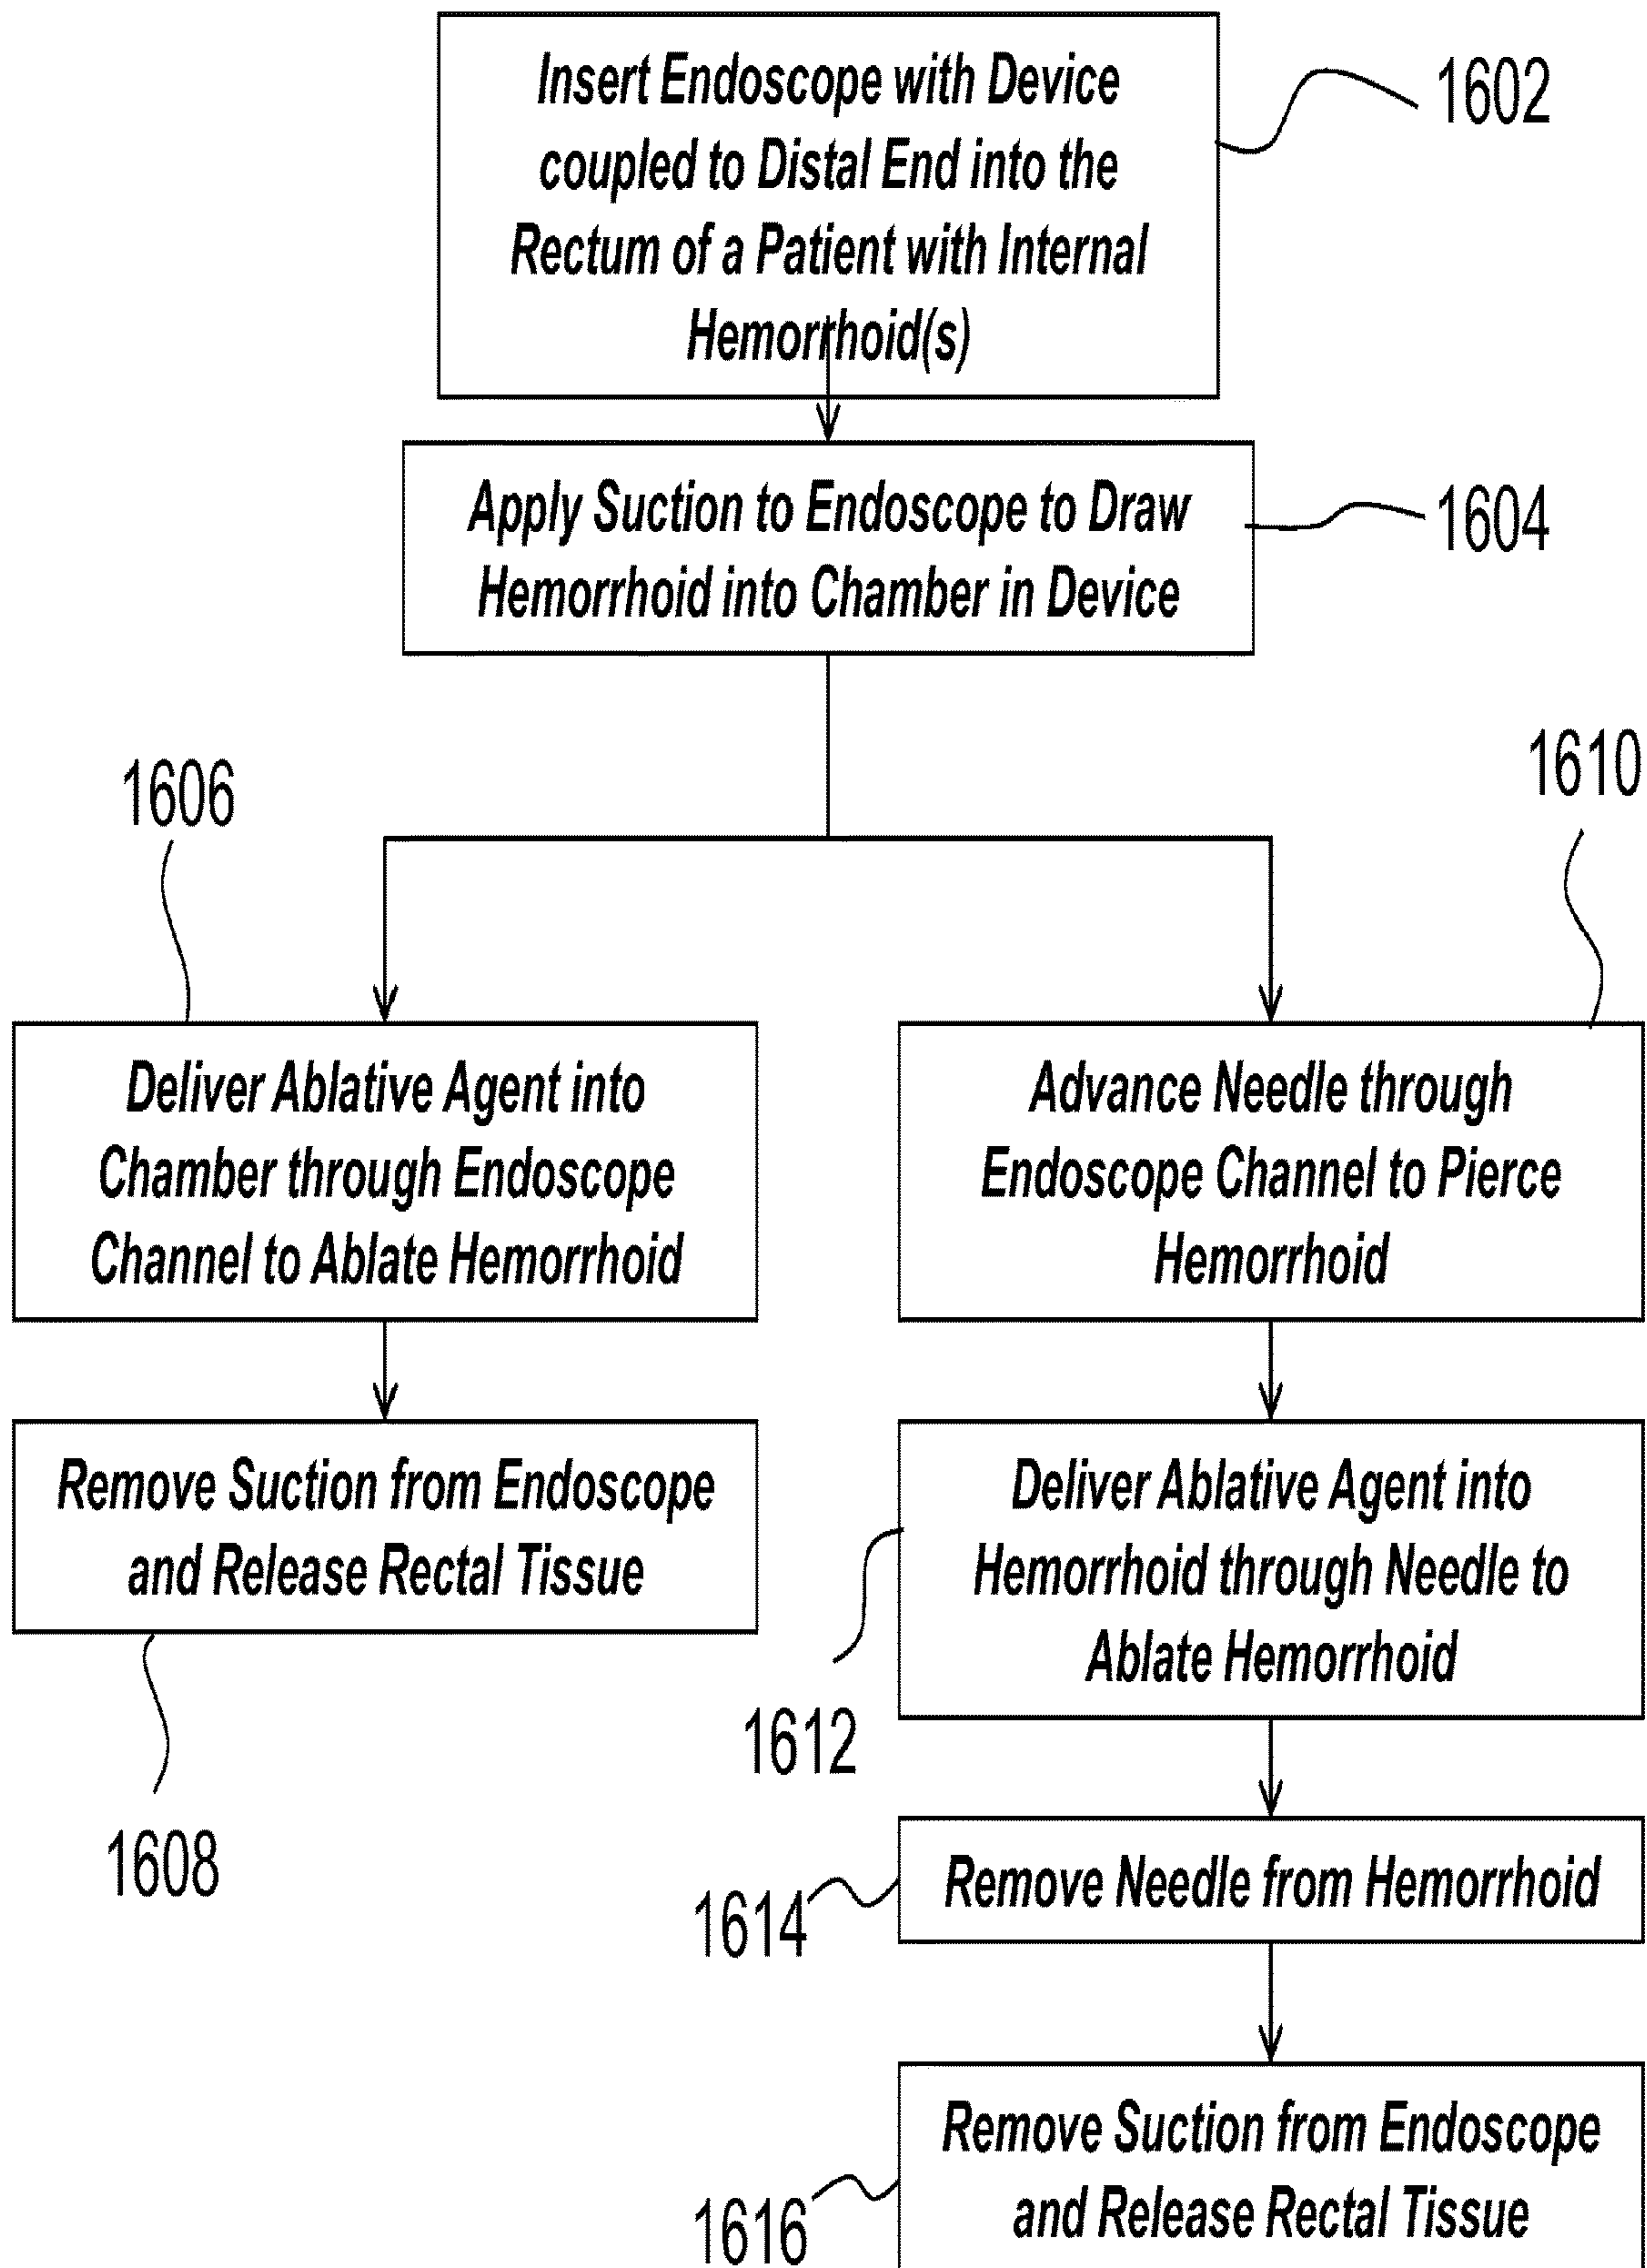 Insert Endoscope with Device
coupled to Distal End into the
Rectum of a Patient with Internal
Hemorrhoid(s)
1602
Apply Suction to Endoscope to Draw
Hemorrhoid into Chamber in Device
1604
1606
1610
Deliver Ablative Agent into
Chamber through Endoscope
Channel to Ablate Hemorrhoid
Advance Needle through
Endoscope Channel to Pierce
Hemorrhoid
Remove Suction from Endoscope
and Release Rectal Tissue
1608
Deliver Ablative Agent into
Hemorrhoid through Needle to
Ablate Hemorrhoid
1612
Remove Needle from Hemorrhoid
1614
Remove Suction from Endoscope
and Release Rectal Tissue
1616